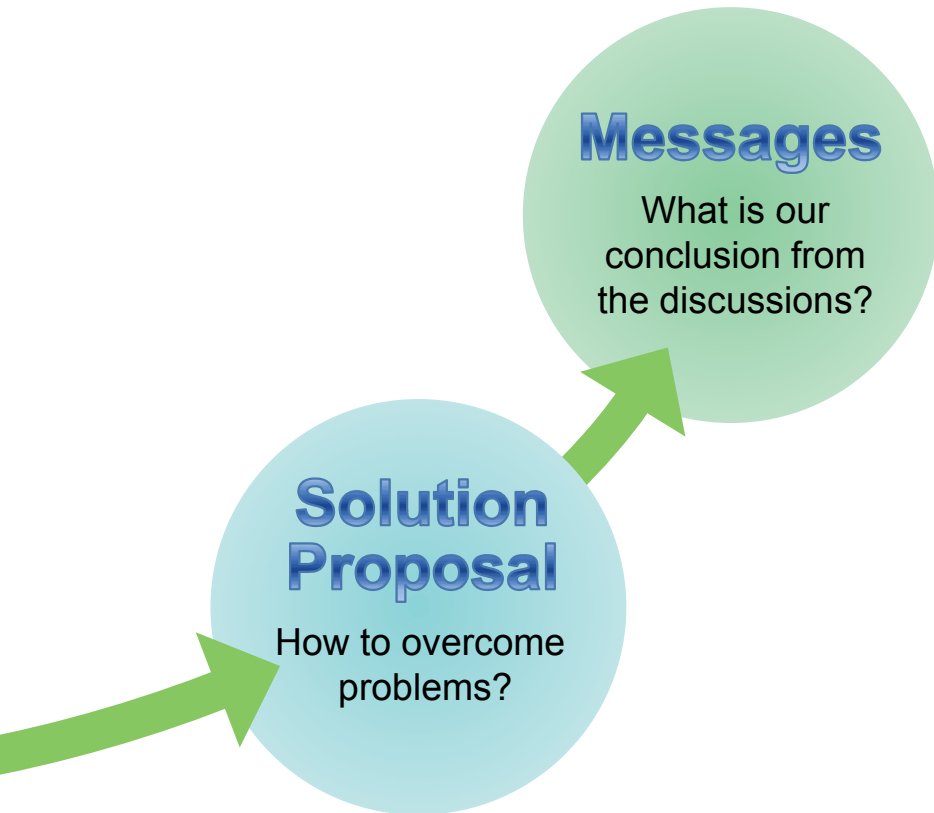 Messages
What is our
conclusion from
the discussions?
Solution
Proposal
How to overcome
problems?